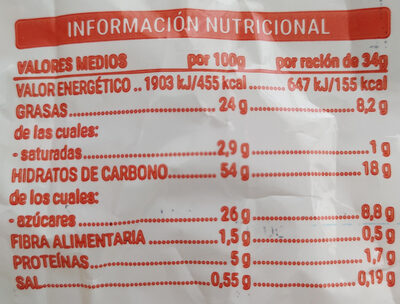 INFORMACIÓN NUTRICIONAL
VALORES MEDIOS por 100g por ración de 34g
VALOR ENERGÉTICO .. 1903 kJ/455 kcal ......... 647 kJ/155 kcal
GRASAS ........ 24 g ........ 8,2 g
de las cuales:
- saturadas ........ 2,9 g ........ 1 g
HIDRATOS DE CARBONO ........ 54 g ........ 18 g
de los cuales:
- azúcares ........ 26 g ........ 8,8 g
FIBRA ALIMENTARIA ........ 1,5 g ........ 0,5 g
PROTEÍNAS ........ 5 g ........ 1,7 g
SAL ........ 0,55 g ........ 0,19 g